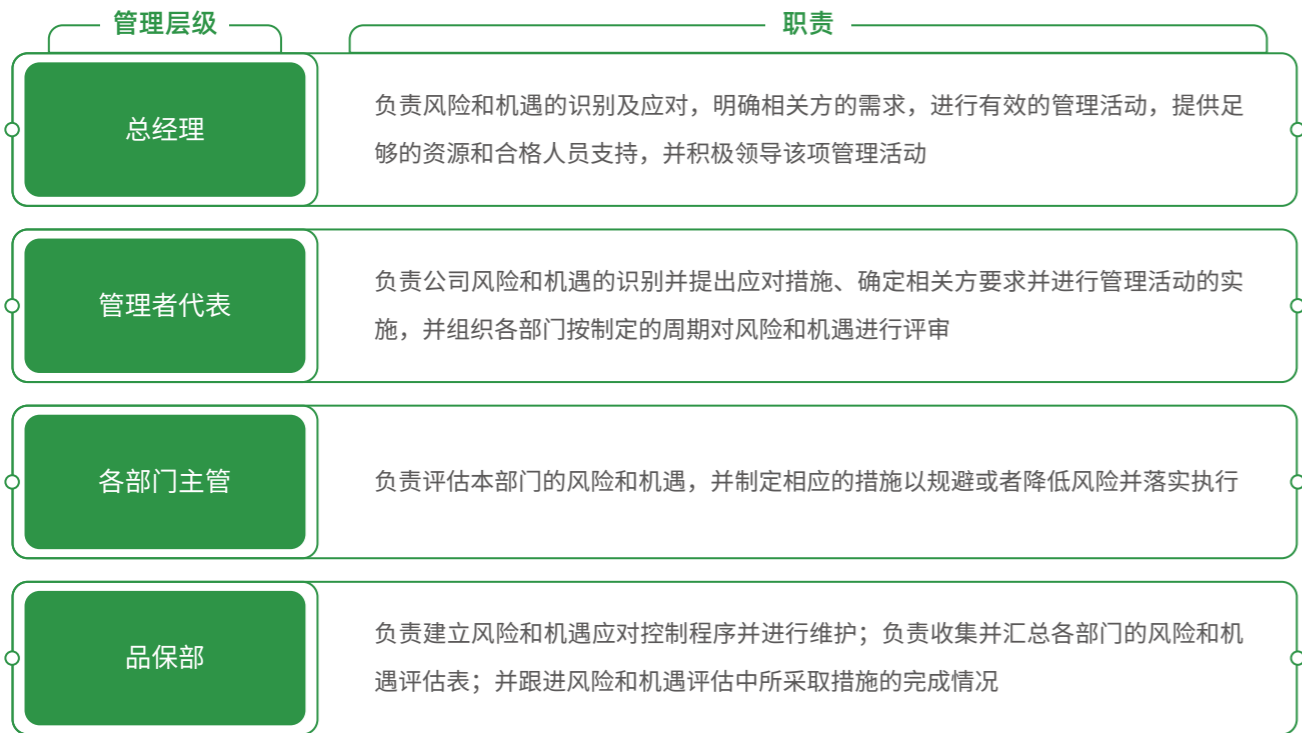 管理层级
职责
总经理
负责风险和机遇的识别及应对，明确相关方的需求，进行有效的管理活动，提供足
够的资源和合格人员支持，并积极领导该项管理活动
管理者代表
负责公司风险和机遇的识别并提出应对措施、确定相关方要求并进行管理活动的实
施，并组织各部门按制定的周期对风险和机遇进行评审
各部门主管
负责评估本部门的风险和机遇，并制定相应的措施以规避或者降低风险并落实执行
品保部
负责建立风险和机遇应对控制程序并进行维护；负责收集并汇总各部门的风险和机
遇评估表；并跟进风险和机遇评估中所采取措施的完成情况